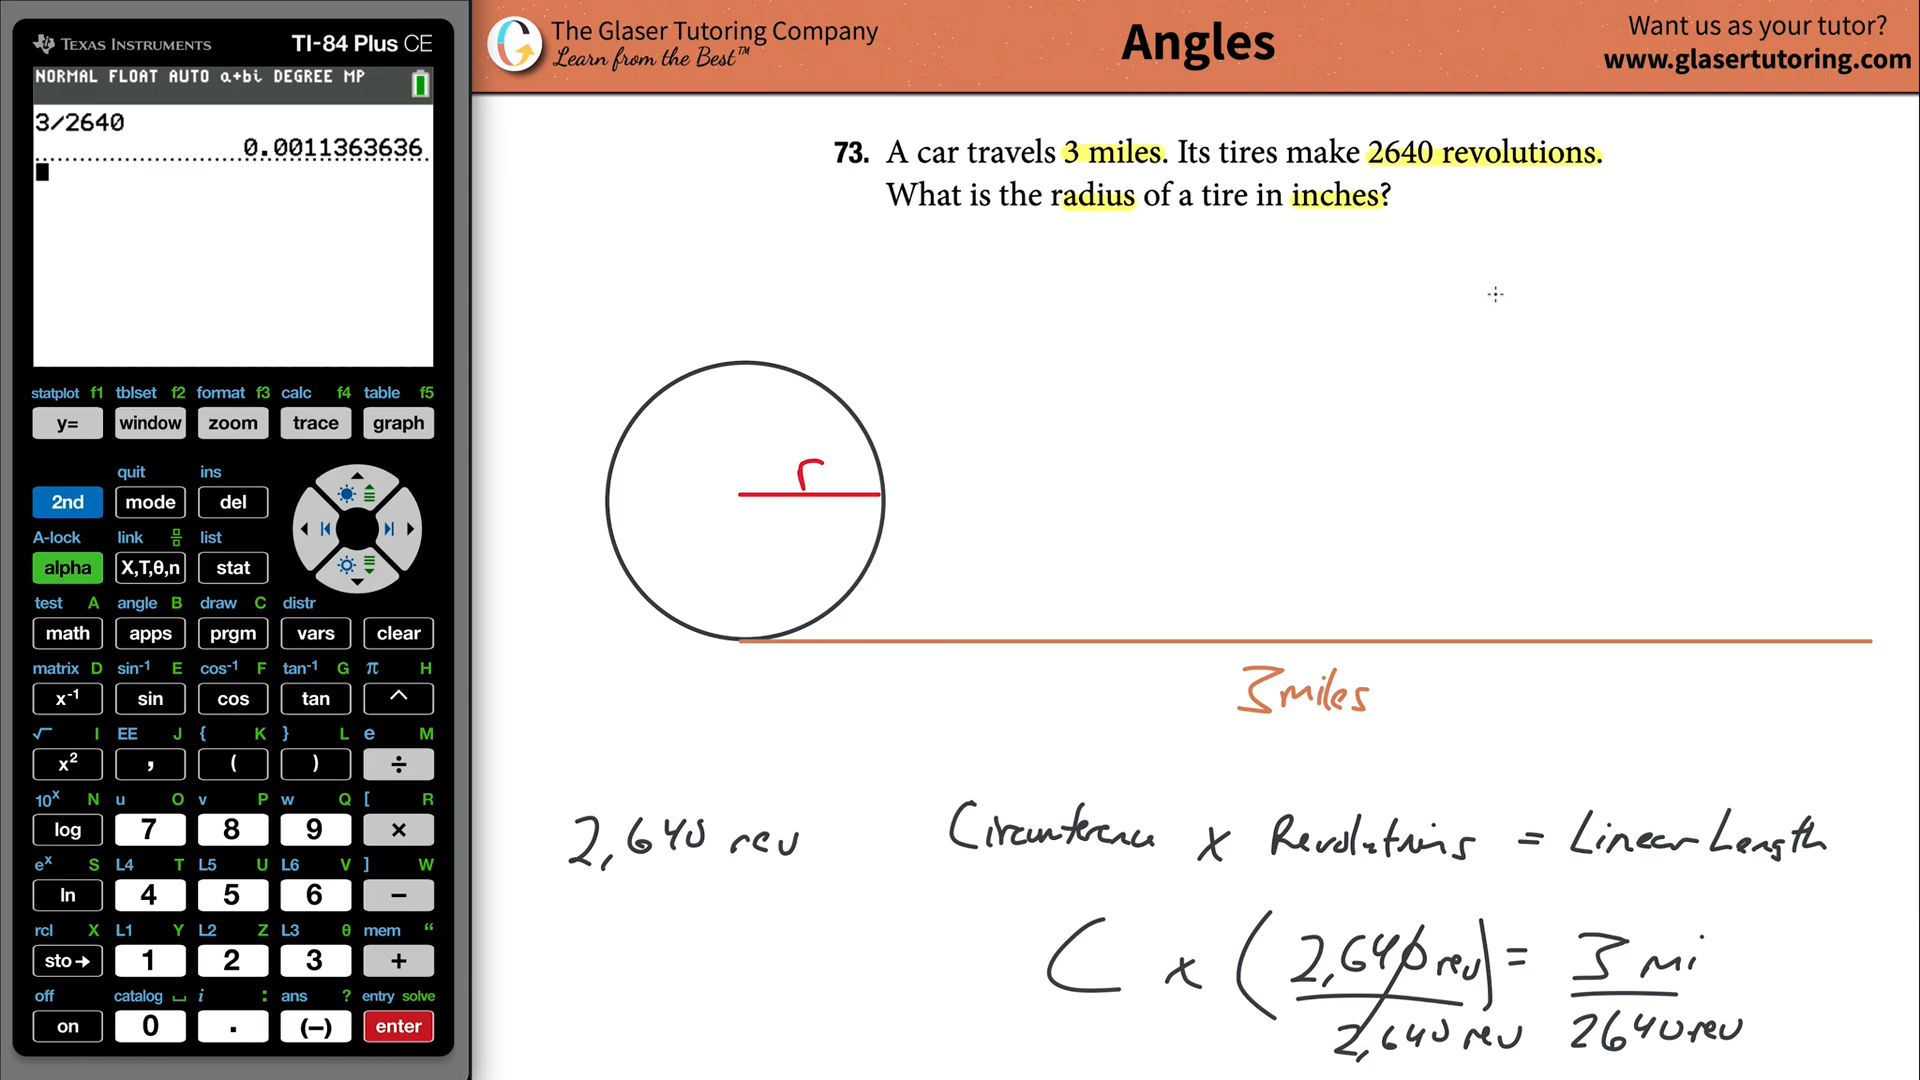 TEXAS INSTRUMENTS TI-84 Plus CE
NORMAL FLOAT AUTO a+bi DEGREE MP
3/2640
0.0011363636
statplot f1 tblset f2 format f3 calc f4 table f5
y= window zoom trace graph
quit ins
2nd mode del
A-lock link list
alpha X,T,θ,n stat
test A angle B draw C distr
math apps prgm vars clear
matrix D sin⁻¹ E cos⁻¹ F tan⁻¹ G π H
x⁻¹ sin cos tan ^
√ I EE J { K } L e M
x² , ( ) ÷
10ˣ N u O v P w Q [ R
log 7 8 9 ×
eˣ S L4 T L5 U L6 V ] W
ln 4 5 6 −
rcl X L1 Y L2 Z L3 θ mem “
sto→ 1 2 3 +
off catalog ⎵ i : ans ? entry solve
on 0 . (−) enter
The Glaser Tutoring Company
Learn from the Best™
Angles
Want us as your tutor?
www.glasertutoring.com
73. A car travels 3 miles. Its tires make 2640 revolutions.
What is the radius of a tire in inches?
r
3 miles
2,640 rev
Circumference x Revolutions = Linear Length
C x (2,640 rev) = 3 mi
2,640 rev 2640 rev